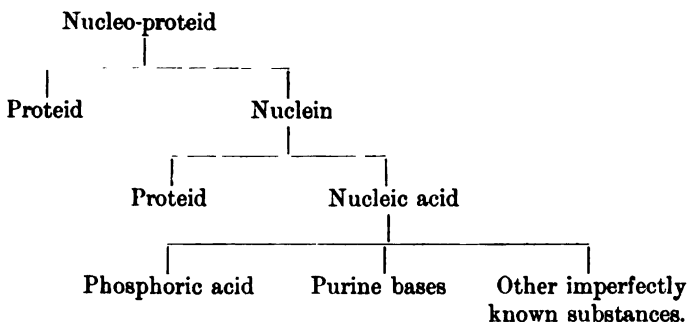 Nucleo-proteid
Proteid Nuclein
Proteid Nucleic acid
Phosphoric acid Purine bases Other imperfectly
known substances.